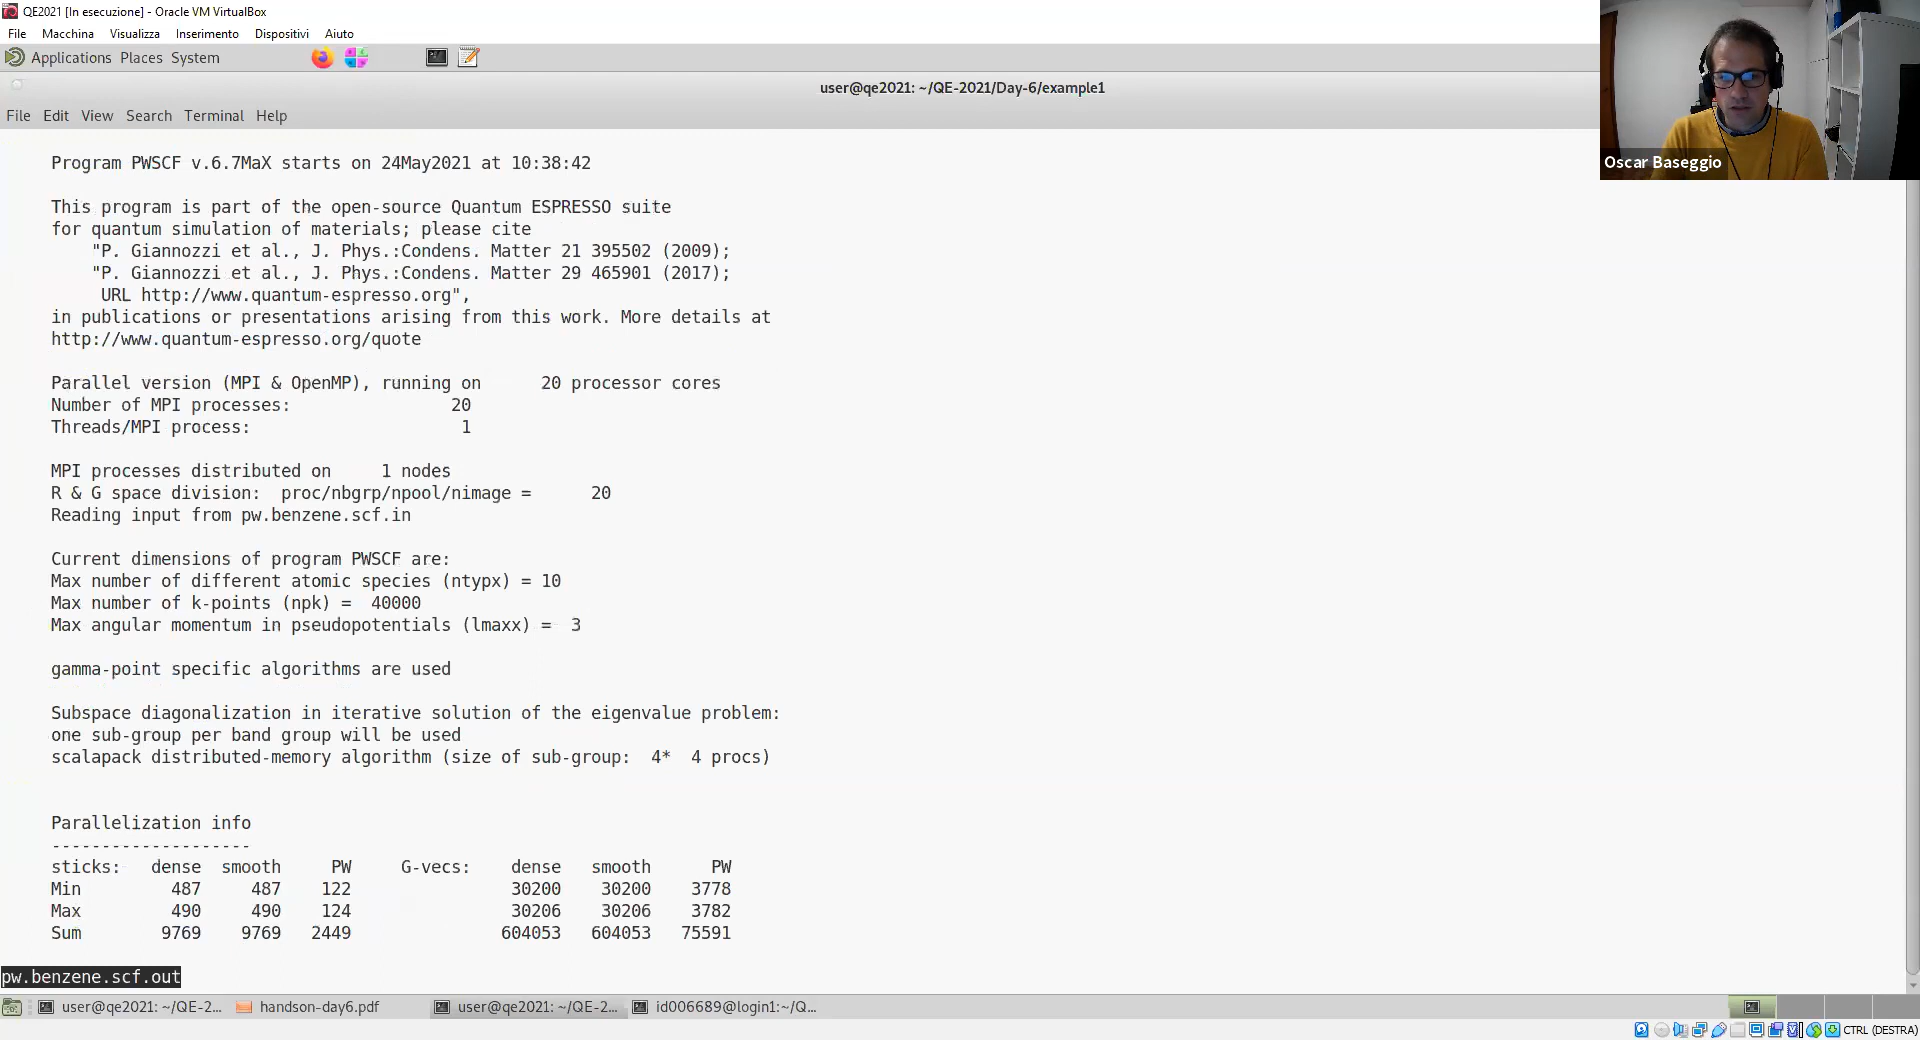 QE2021 [In esecuzione] - Oracle VM VirtualBox
File Macchina Visualizza Inserimento Dispositivi Aiuto
Applications Places System
user@qe2021: ~/QE-2021/Day-6/example1
File Edit View Search Terminal Help
Oscar Baseggio
Program PWSCF v.6.7MaX starts on 24May2021 at 10:38:42
This program is part of the open-source Quantum ESPRESSO suite
for quantum simulation of materials; please cite
"P. Giannozzi et al., J. Phys.:Condens. Matter 21 395502 (2009);
"P. Giannozzi et al., J. Phys.:Condens. Matter 29 465901 (2017);
URL http://www.quantum-espresso.org",
in publications or presentations arising from this work. More details at
http://www.quantum-espresso.org/quote
Parallel version (MPI & OpenMP), running on 20 processor cores
Number of MPI processes: 20
Threads/MPI process: 1
MPI processes distributed on 1 nodes
R & G space division: proc/nbgrp/npool/nimage = 20
Reading input from pw.benzene.scf.in
Current dimensions of program PWSCF are:
Max number of different atomic species (ntypx) = 10
Max number of k-points (npk) = 40000
Max angular momentum in pseudopotentials (lmaxx) = 3
gamma-point specific algorithms are used
Subspace diagonalization in iterative solution of the eigenvalue problem:
one sub-group per band group will be used
scalapack distributed-memory algorithm (size of sub-group: 4* 4 procs)
Parallelization info
--------------------
sticks: dense smooth PW G-vecs: dense smooth PW
Min 487 487 122 30200 30200 3778
Max 490 490 124 30206 30206 3782
Sum 9769 9769 2449 604053 604053 75591
pw.benzene.scf.out
user@qe2021: ~/QE-2... handson-day6.pdf user@qe2021: ~/QE-2... id006689@login1:~/Q...
CTRL (DESTRA)